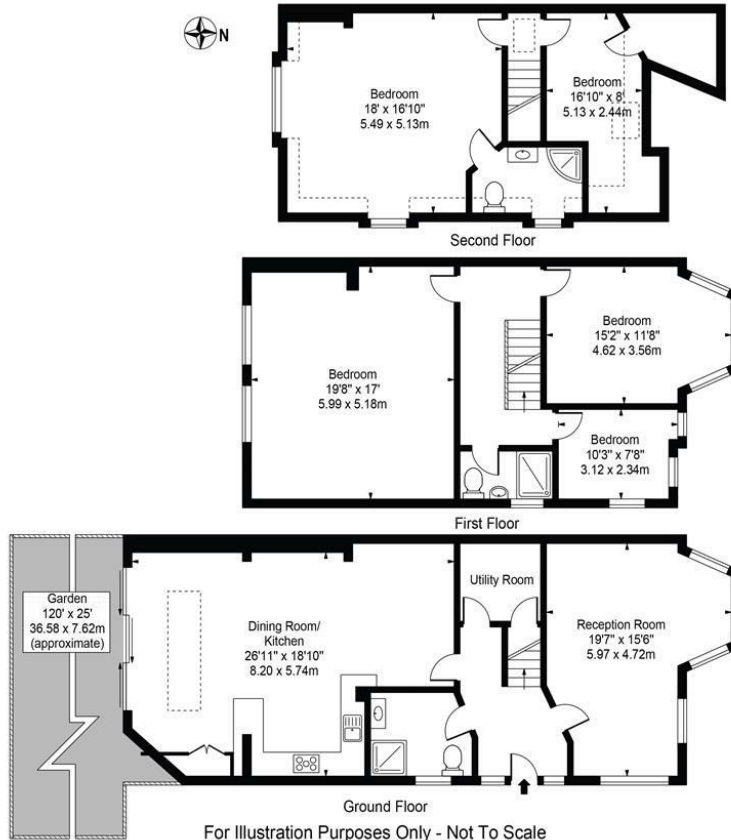 N
Bedroom
18' x 16'10"
5.49 x 5.13m
Bedroom
16'10" x 8'
5.13 x 2.44m
Second Floor
Bedroom
19'8" x 17'
5.99 x 5.18m
Bedroom
15'2" x 11'8"
4.62 x 3.56m
Bedroom
10'3" x 7'8"
3.12 x 2.34m
First Floor
Garden
120' x 25'
36.58 x 7.62m
(approximate)
Dining Room/
Kitchen
26'11" x 18'10"
8.20 x 5.74m
Utility Room
Reception Room
19'7" x 15'6"
5.97 x 4.72m
Ground Floor
For Illustration Purposes Only - Not To Scale